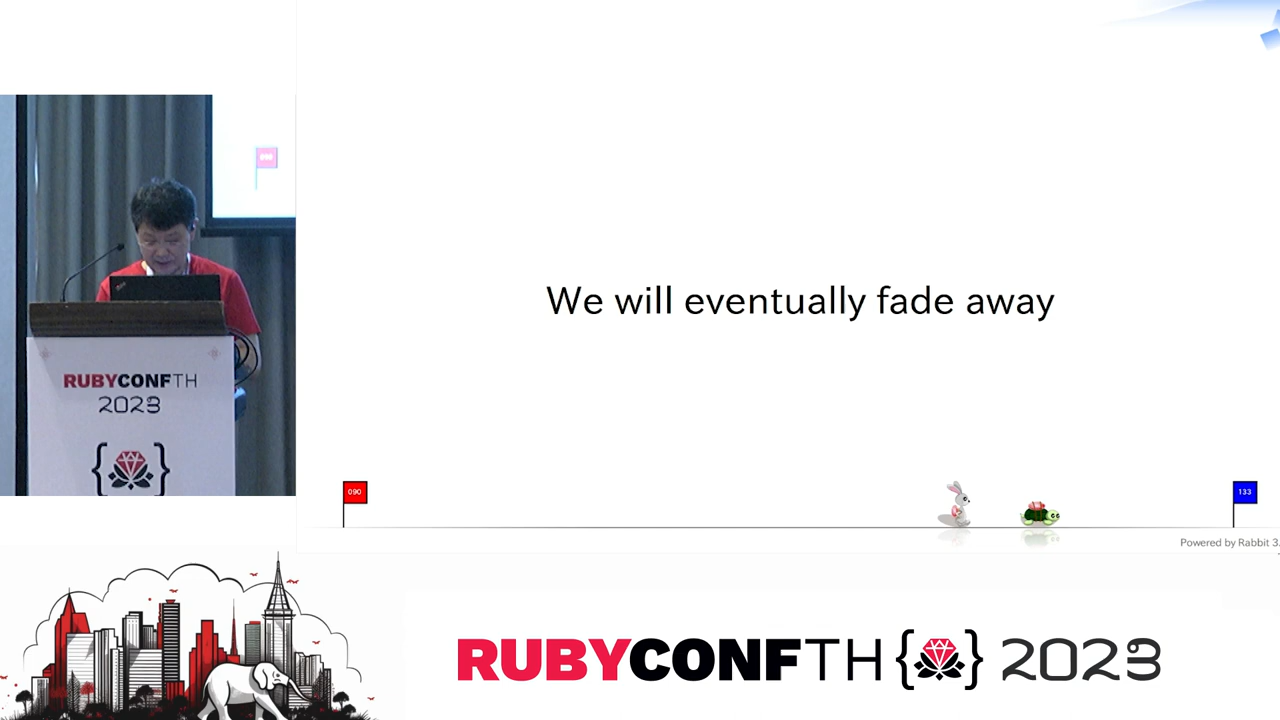 We will eventually fade away
090
133
Powered by Rabbit 3.
RUBYCONFTH
2023
RUBYCONFTH {} 2023